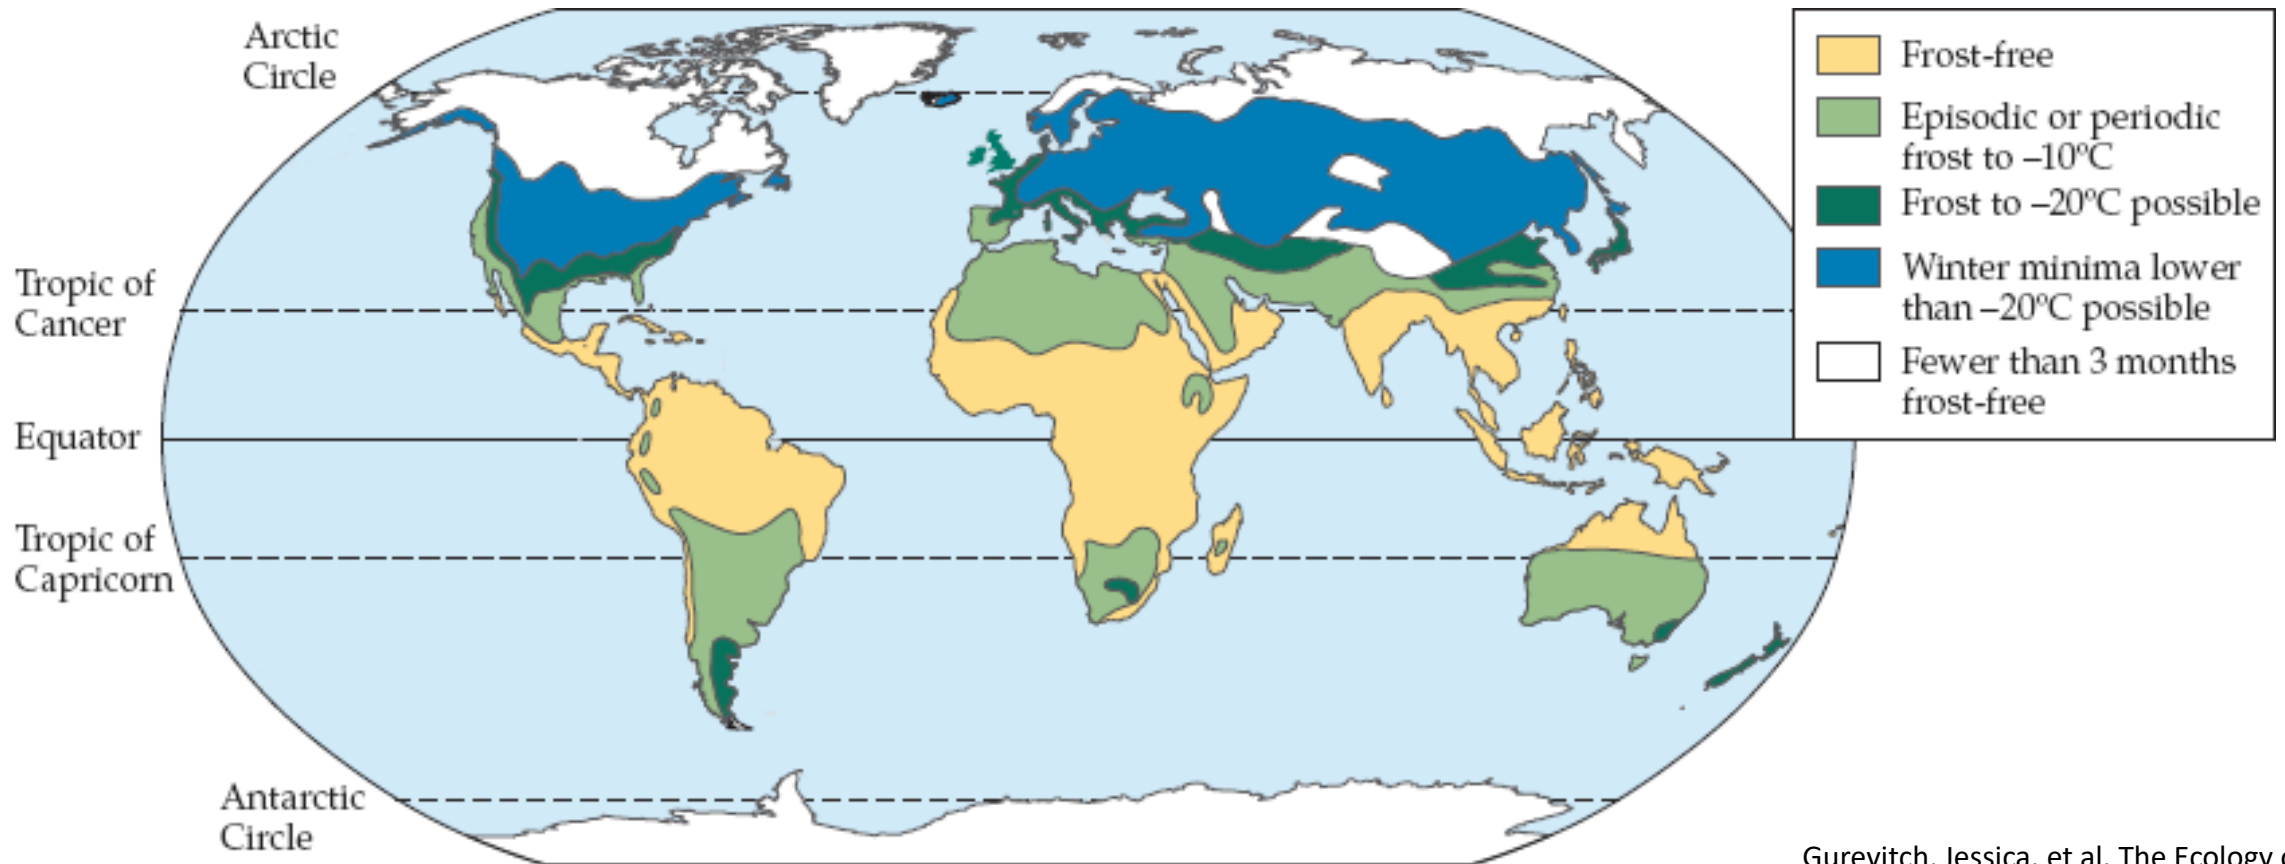 Arctic
Circle
Tropic of
Cancer
Equator
Tropic of
Capricorn
Antarctic
Circle
Frost-free
Episodic or periodic
frost to –10ºC
Frost to –20ºC possible
Winter minima lower
than –20ºC possible
Fewer than 3 months
frost-free
Gurevitch, Jessica, et al. The Ecology